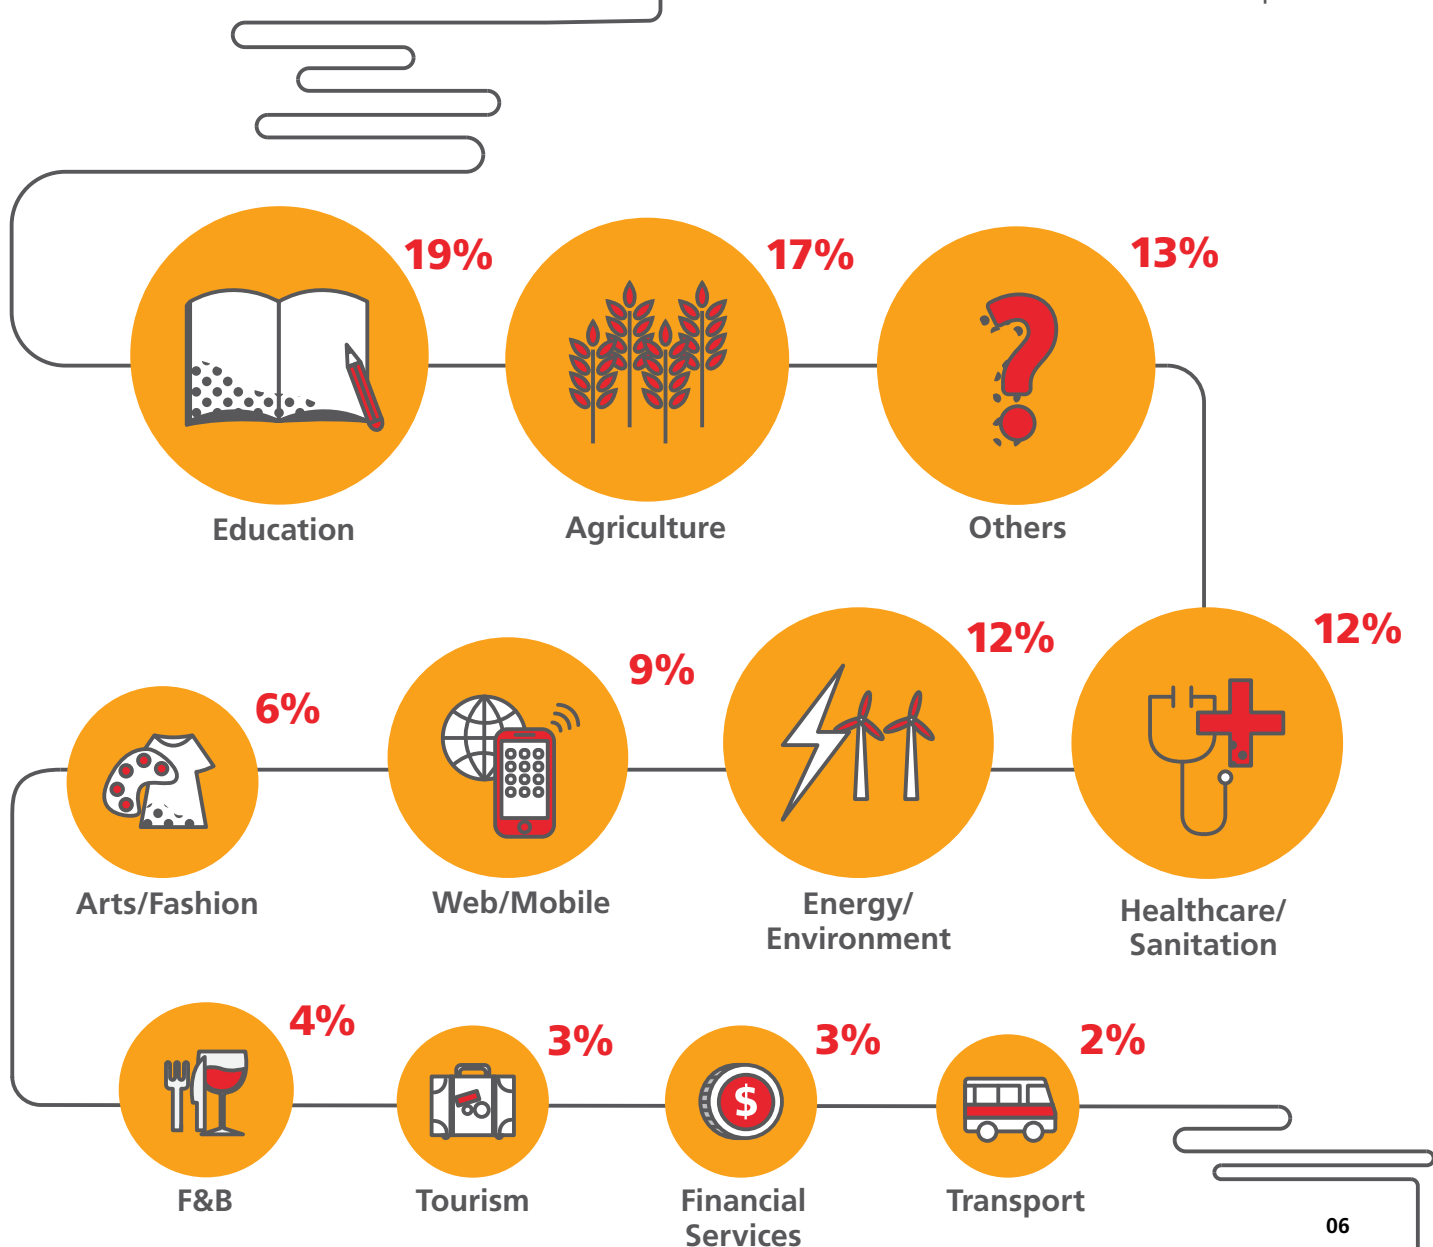 19%
17%
13%
Education
Agriculture
Others
6%
9%
12%
12%
Arts/Fashion
Web/Mobile
Energy/
Environment
Healthcare/
Sanitation
4%
3%
$
3%
2%
F&B
Tourism
Financial
Services
Transport
06